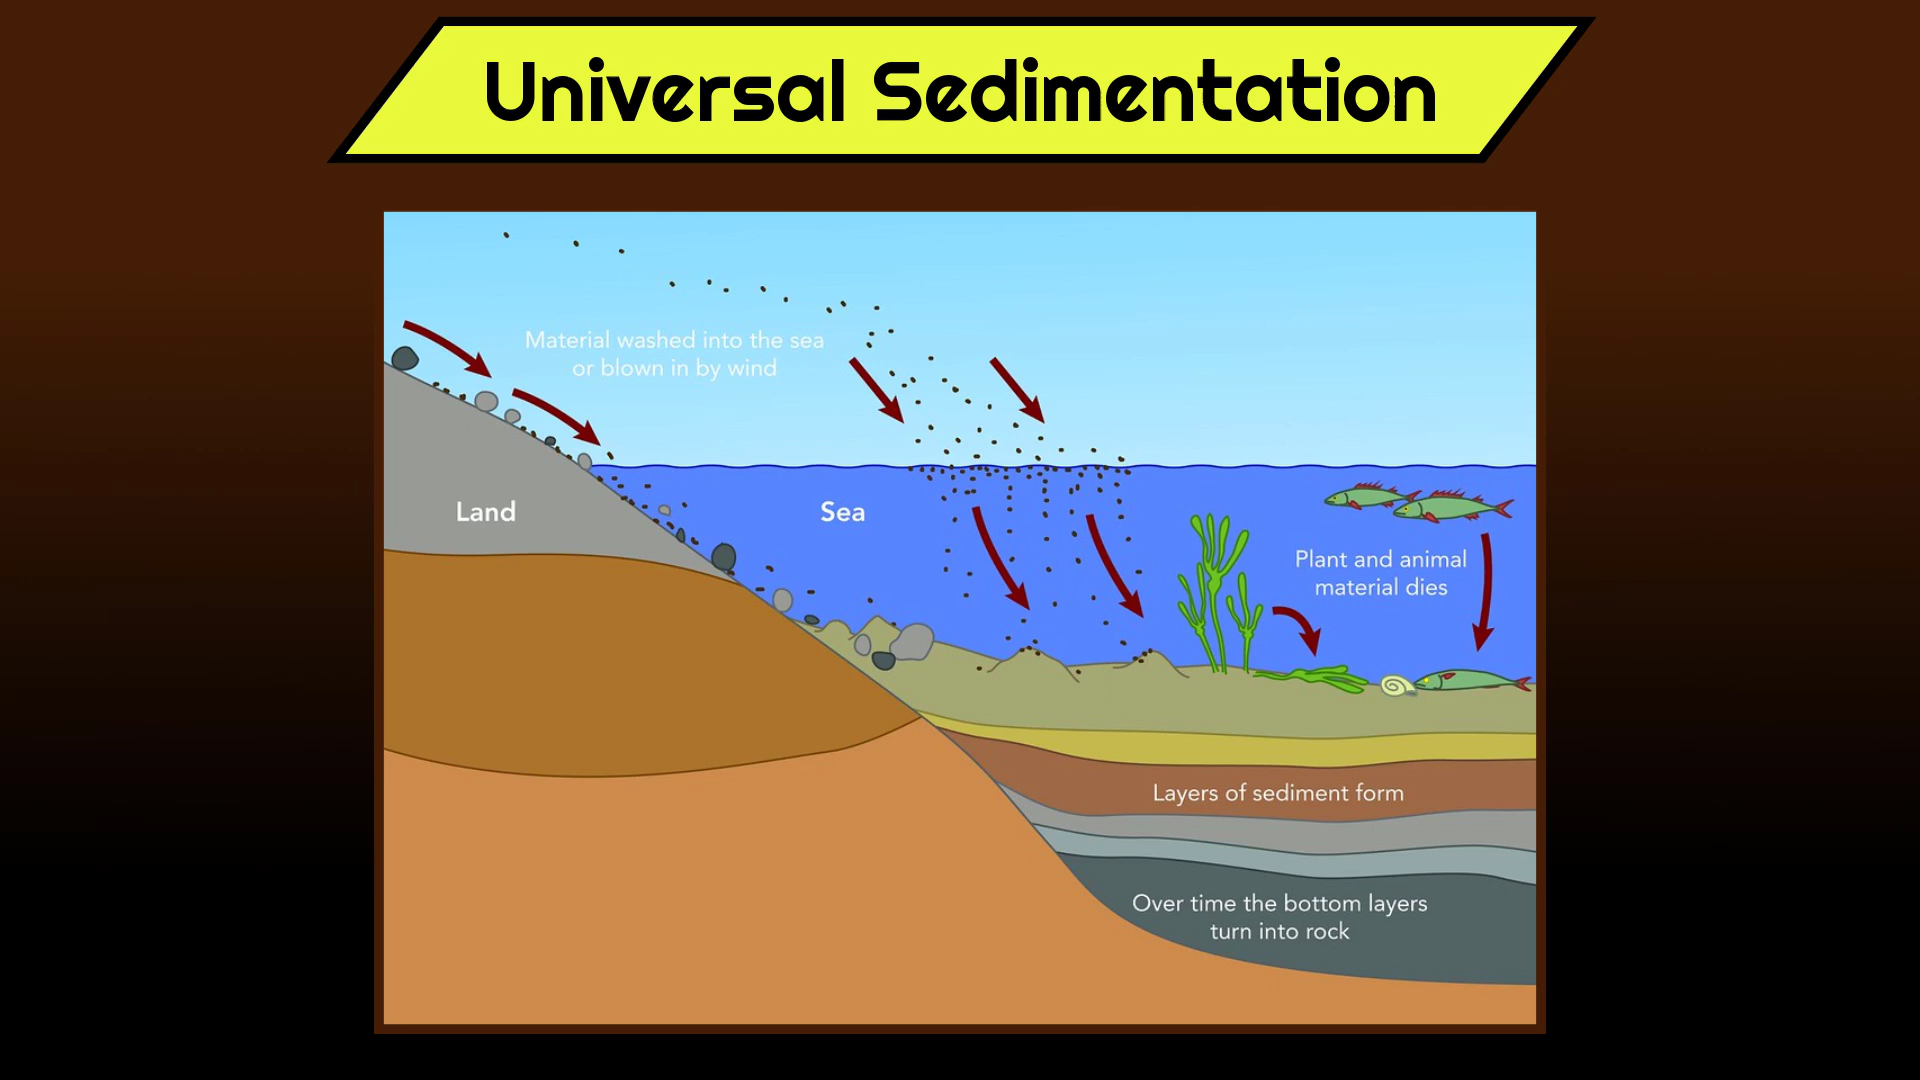 Universal Sedimentation
Material washed into the sea
or blown in by wind
Land
Sea
Plant and animal
material dies
Layers of sediment form
Over time the bottom layers
turn into rock